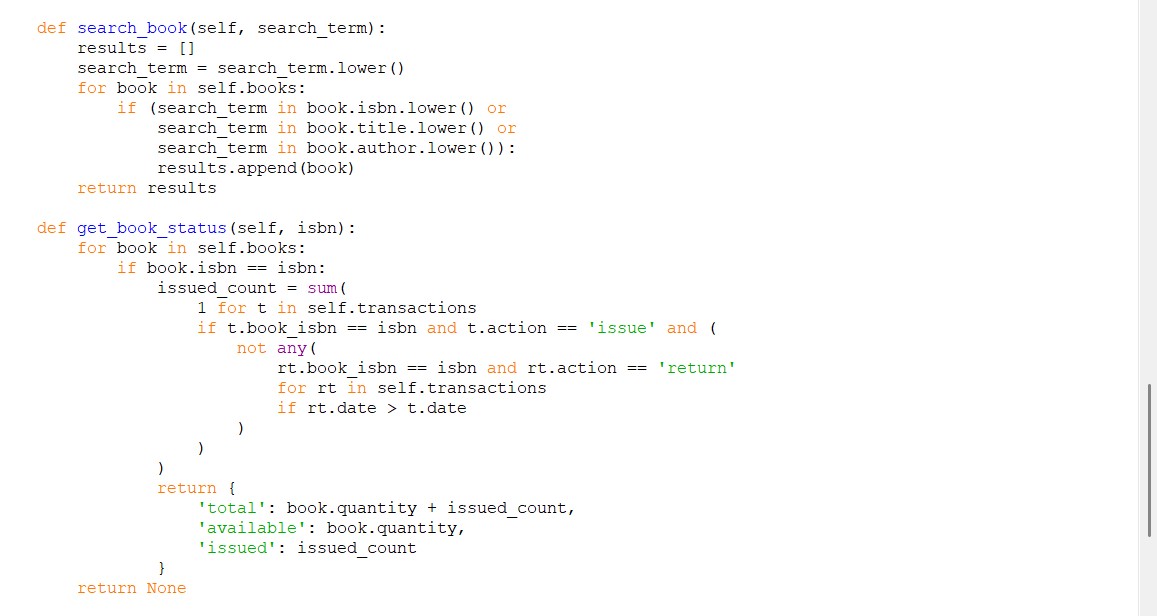 def search_book(self, search_term):
    results = []
    search_term = search_term.lower()
    for book in self.books:
        if (search_term in book.isbn.lower() or
            search_term in book.title.lower() or
            search_term in book.author.lower()):
            results.append(book)
    return results

def get_book_status(self, isbn):
    for book in self.books:
        if book.isbn == isbn:
            issued_count = sum(
                1 for t in self.transactions
                if t.book_isbn == isbn and t.action == 'issue' and (
                    not any(
                        rt.book_isbn == isbn and rt.action == 'return'
                        for rt in self.transactions
                        if rt.date > t.date
                    )
                )
            )
            return {
                'total': book.quantity + issued_count,
                'available': book.quantity,
                'issued': issued_count
            }
    return None